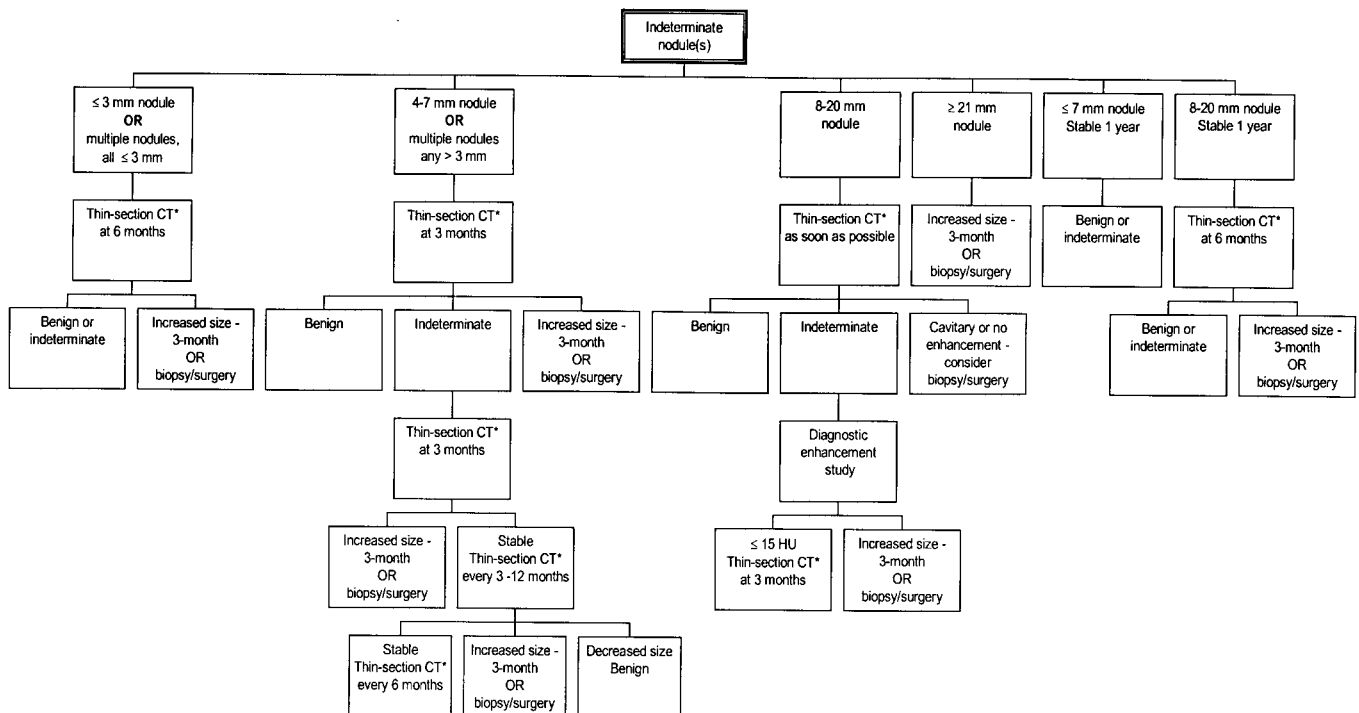 Indeterminate
nodule(s)
≤ 3 mm nodule
OR
multiple nodules,
all ≤ 3 mm
4-7 mm nodule
OR
multiple nodules
any > 3 mm
8-20 mm
nodule
≥ 21 mm
nodule
≤ 7 mm nodule
Stable 1 year
8-20 mm nodule
Stable 1 year
Thin-section CT*
at 6 months
Thin-section CT*
at 3 months
Thin-section CT*
as soon as possible
Increased size -
3-month
OR
biopsy/surgery
Benign or
indeterminate
Thin-section CT*
at 6 months
Benign or
indeterminate
Increased size -
3-month
OR
biopsy/surgery
Benign
Indeterminate
Increased size -
3-month
OR
biopsy/surgery
Benign
Indeterminate
Cavitary or no
enhancement -
consider
biopsy/surgery
Benign or
indeterminate
Increased size -
3-month
OR
biopsy/surgery
Thin-section CT*
at 3 months
Diagnostic
enhancement
study
Increased size -
3-month
OR
biopsy/surgery
Stable
Thin-section CT*
every 3 -12 months
≤ 15 HU
Thin-section CT*
at 3 months
Increased size -
3-month
OR
biopsy/surgery
Stable
Thin-section CT*
every 6 months
Increased size -
3-month
OR
biopsy/surgery
Decreased size
Benign